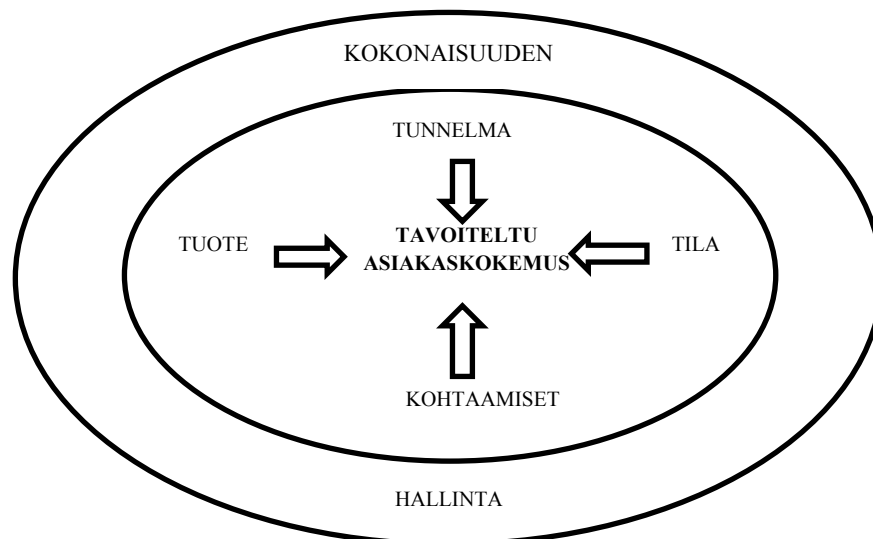 KOKONAISUUDEN
TUNNELMA
TUOTE
TAVOITELTU
ASIAKASKOKEMUS
TILA
KOHTAAMISET
HALLINTA